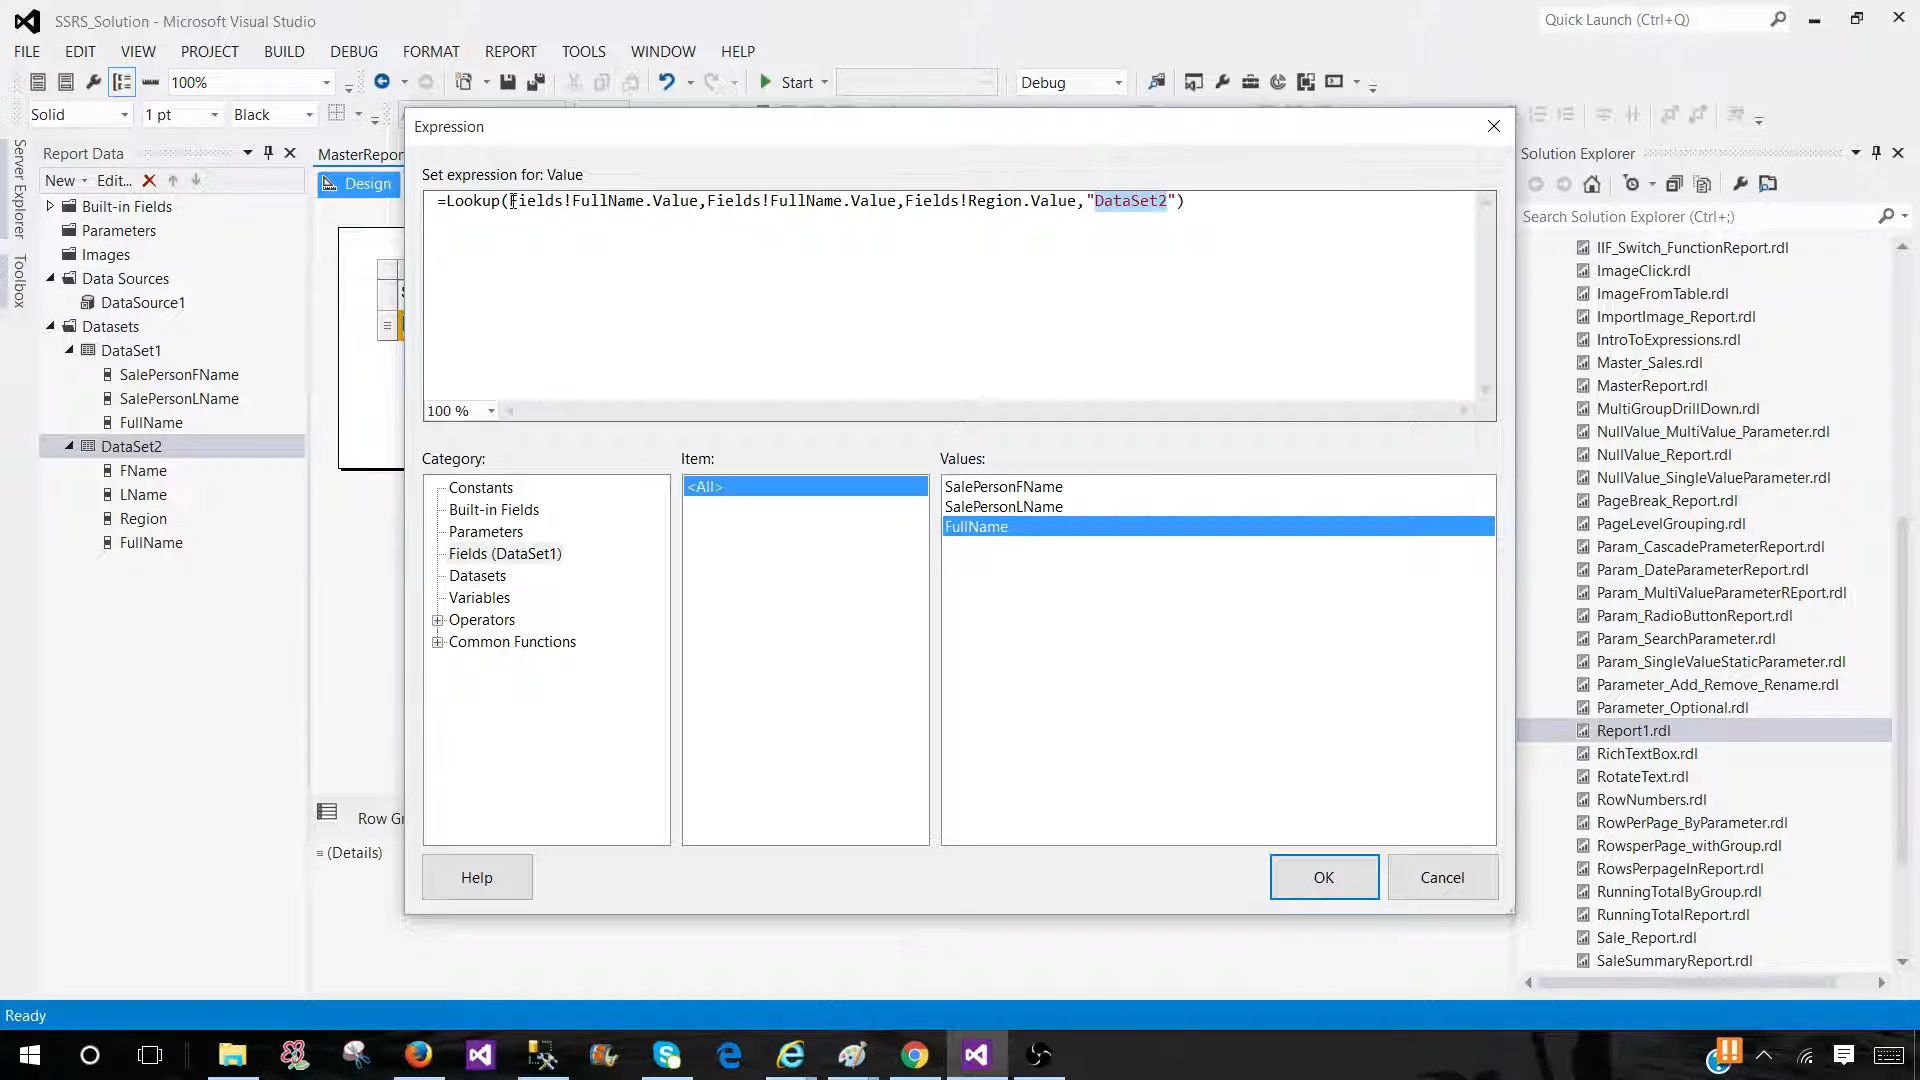 SSRS_Solution - Microsoft Visual Studio
Quick Launch (Ctrl+Q)
FILE EDIT VIEW PROJECT BUILD DEBUG FORMAT REPORT TOOLS WINDOW HELP
100%
Start
Debug
Solid
1 pt
Black
Server Explorer
Toolbox
Report Data
New
Edit...
Built-in Fields
Parameters
Images
Data Sources
DataSource1
Datasets
DataSet1
SalePersonFName
SalePersonLName
FullName
DataSet2
FName
LName
Region
FullName
MasterRepor
Design
Row Gr
(Details)
Expression
Set expression for: Value
=Lookup(Fields!FullName.Value,Fields!FullName.Value,Fields!Region.Value,"DataSet2")
100 %
Category:
Constants
Built-in Fields
Parameters
Fields (DataSet1)
Datasets
Variables
Operators
Common Functions
Item:
<All>
Values:
SalePersonFName
SalePersonLName
FullName
Help
OK
Cancel
Solution Explorer
Search Solution Explorer (Ctrl+;)
IIF_Switch_FunctionReport.rdl
ImageClick.rdl
ImageFromTable.rdl
ImportImage_Report.rdl
IntroToExpressions.rdl
Master_Sales.rdl
MasterReport.rdl
MultiGroupDrillDown.rdl
NullValue_MultiValue_Parameter.rdl
NullValue_Report.rdl
NullValue_SingleValueParameter.rdl
PageBreak_Report.rdl
PageLevelGrouping.rdl
Param_CascadePrameterReport.rdl
Param_DateParameterReport.rdl
Param_MultiValueParameterREport.rdl
Param_RadioButtonReport.rdl
Param_SearchParameter.rdl
Param_SingleValueStaticParameter.rdl
Parameter_Add_Remove_Rename.rdl
Parameter_Optional.rdl
Report1.rdl
RichTextBox.rdl
RotateText.rdl
RowNumbers.rdl
RowPerPage_ByParameter.rdl
RowsperPage_withGroup.rdl
RowsPerpageInReport.rdl
RunningTotalByGroup.rdl
RunningTotalReport.rdl
Sale_Report.rdl
SaleSummaryReport.rdl
Ready